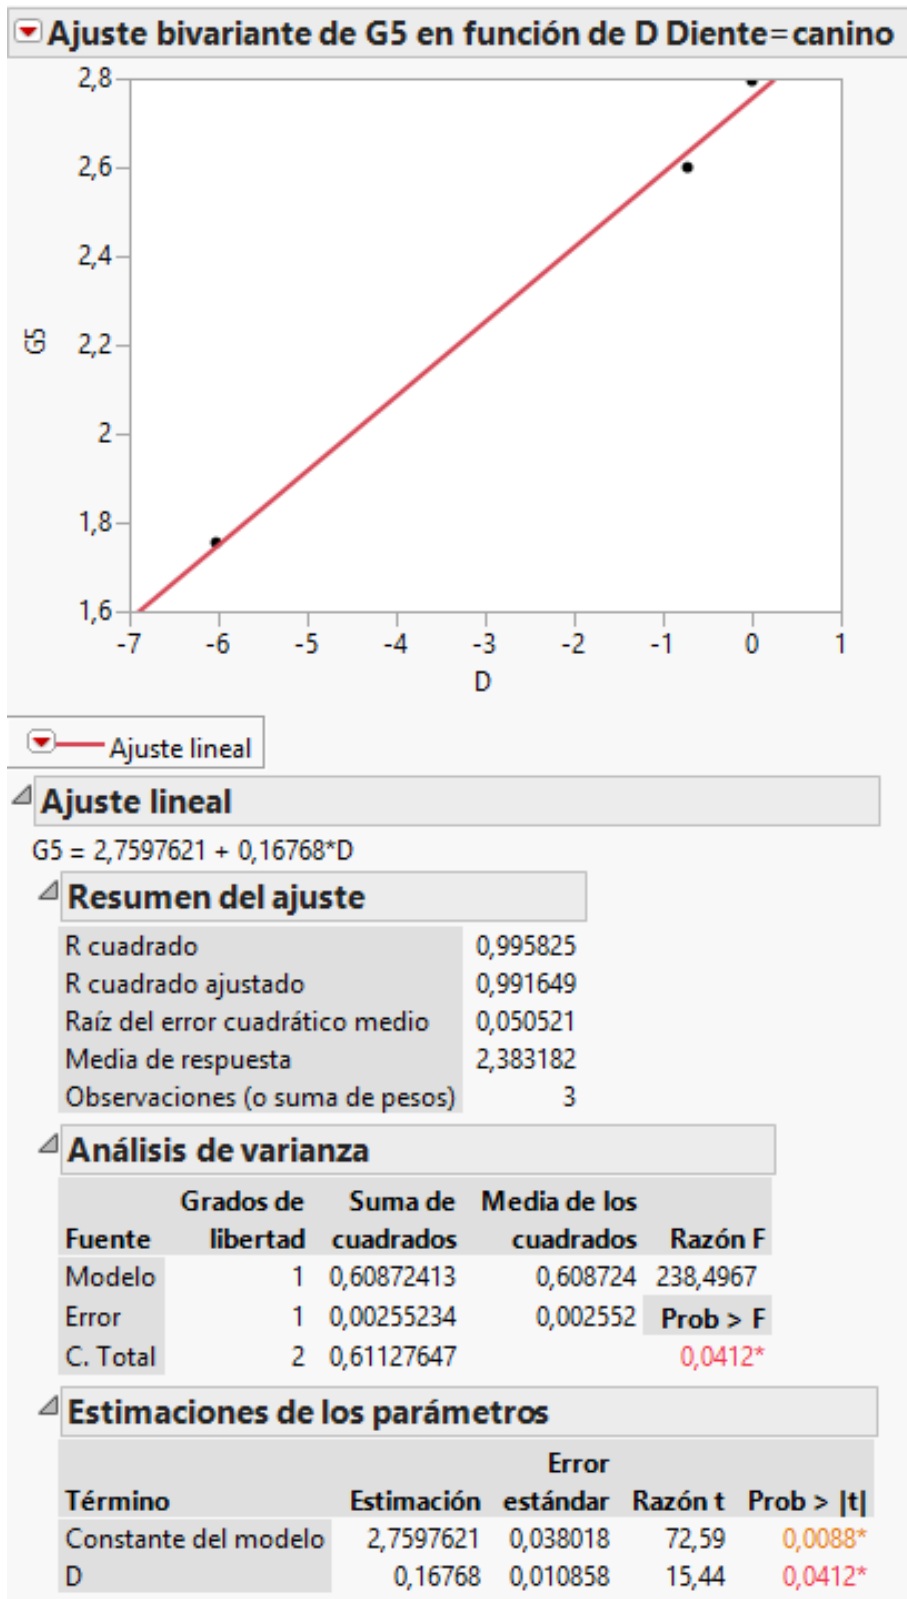 Ajuste bivariante de G5 en función de D Diente=canino
2,8
2,6
2,4
2,2
2
1,8
1,6
G5
-7 -6 -5 -4 -3 -2 -1 0 1
D
Ajuste lineal
Ajuste lineal
G5 = 2,7597621 + 0,16768*D
Resumen del ajuste
R cuadrado 0,995825
R cuadrado ajustado 0,991649
Raíz del error cuadrático medio 0,050521
Media de respuesta 2,383182
Observaciones (o suma de pesos) 3
Análisis de varianza
Grados de Suma de Media de los
Fuente libertad cuadrados cuadrados Razón F
Modelo 1 0,60872413 0,608724 238,4967
Error 1 0,00255234 0,002552 Prob > F
C. Total 2 0,61127647 0,0412*
Estimaciones de los parámetros
Error
Término Estimación estándar Razón t Prob > |t|
Constante del modelo 2,7597621 0,038018 72,59 0,0088*
D 0,16768 0,010858 15,44 0,0412*